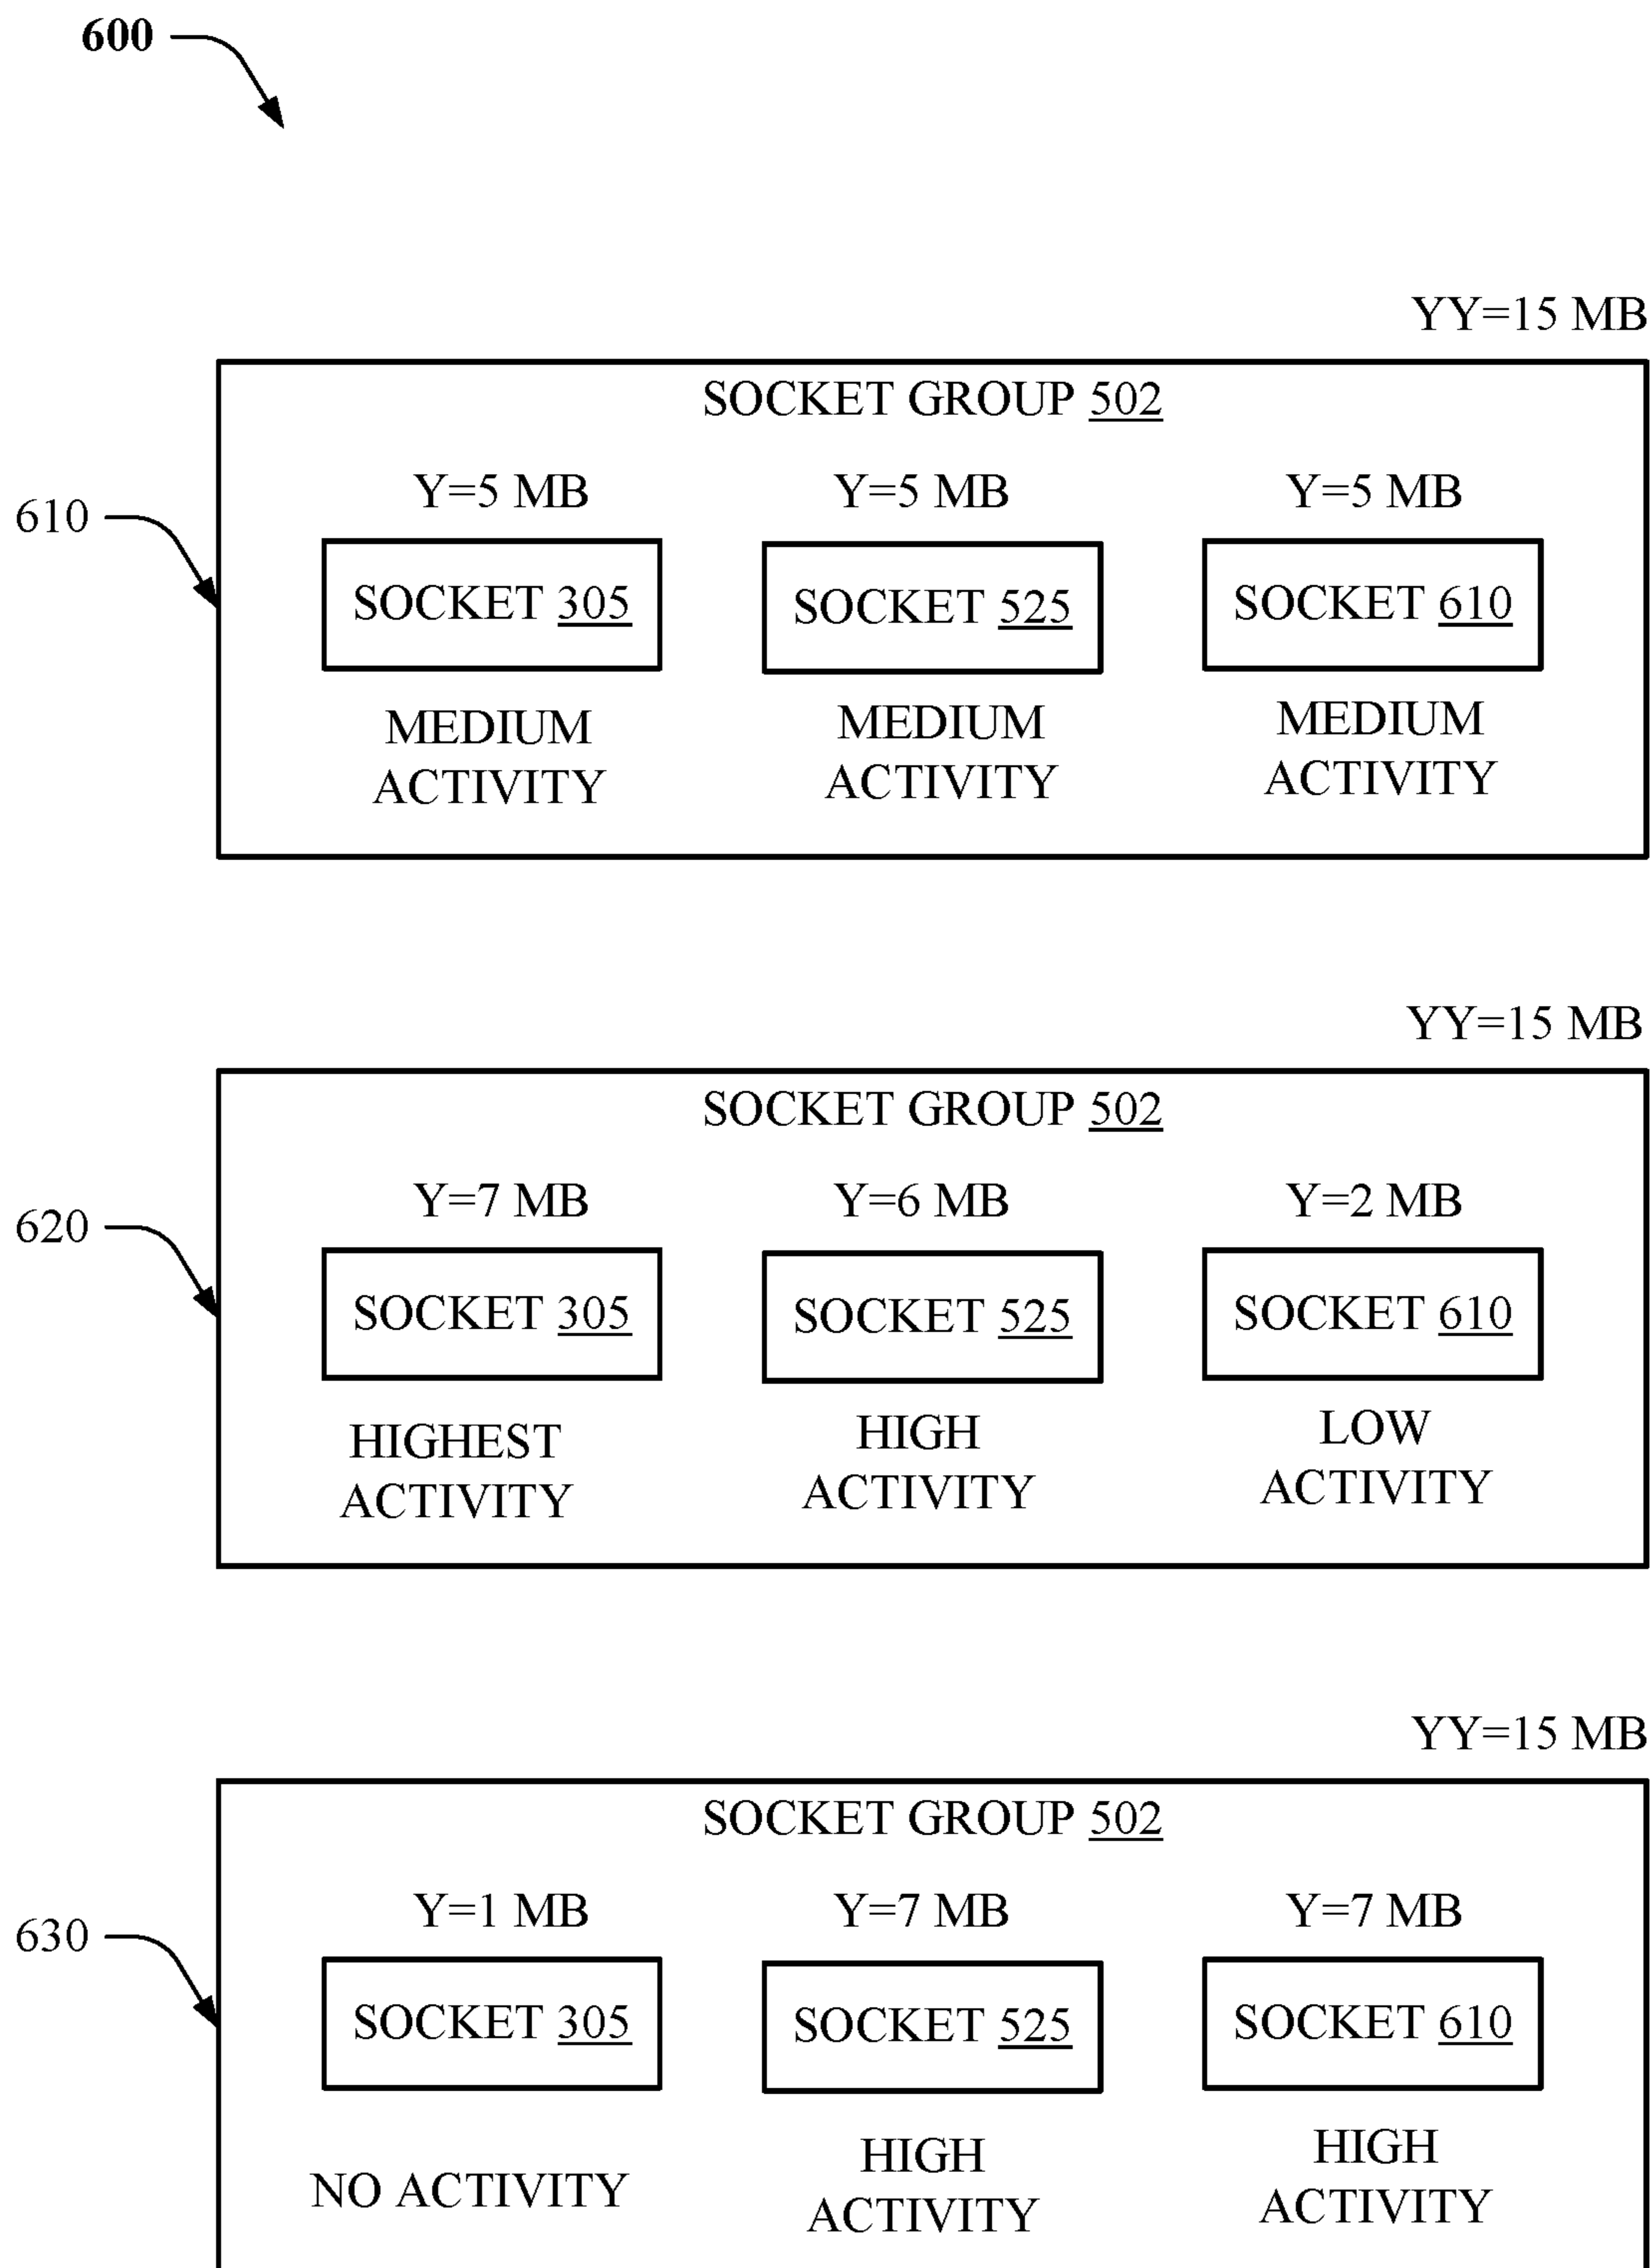 600
YY=15 MB
SOCKET GROUP 502
Y=5 MB Y=5 MB Y=5 MB
610
SOCKET 305 SOCKET 525 SOCKET 610
MEDIUM MEDIUM MEDIUM
ACTIVITY ACTIVITY ACTIVITY
YY=15 MB
SOCKET GROUP 502
Y=7 MB Y=6 MB Y=2 MB
620
SOCKET 305 SOCKET 525 SOCKET 610
HIGHEST HIGH LOW
ACTIVITY ACTIVITY ACTIVITY
YY=15 MB
SOCKET GROUP 502
Y=1 MB Y=7 MB Y=7 MB
630
SOCKET 305 SOCKET 525 SOCKET 610
NO ACTIVITY HIGH HIGH
ACTIVITY ACTIVITY